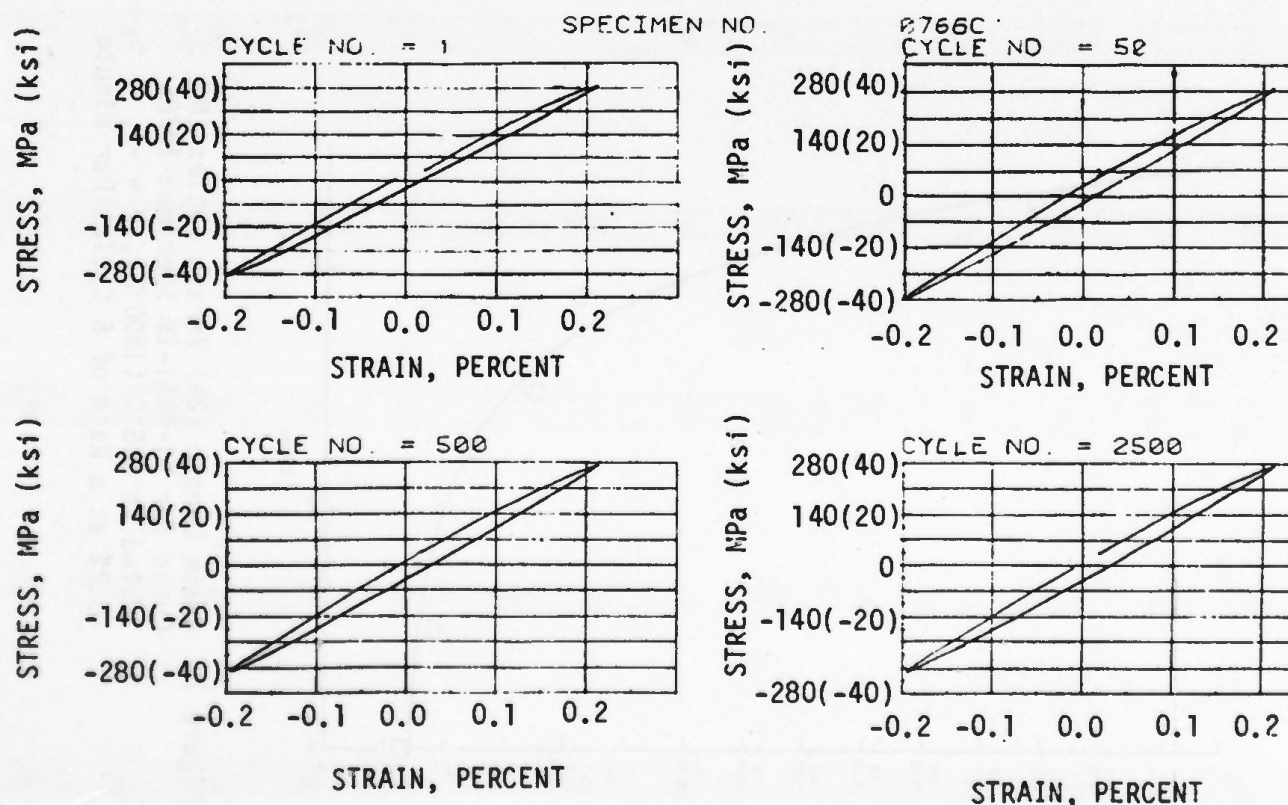 SPECIMEN NO. 0766C
CYCLE NO. = 1
STRESS, MPa (ksi)
280(40)
140(20)
0
-140(-20)
-280(-40)
-0.2 -0.1 0.0 0.1 0.2
STRAIN, PERCENT
CYCLE NO = 50
STRESS, MPa (ksi)
280(40)
140(20)
0
-140(-20)
-280(-40)
-0.2 -0.1 0.0 0.1 0.2
STRAIN, PERCENT
CYCLE NO. = 500
STRESS, MPa (ksi)
280(40)
140(20)
0
-140(-20)
-280(-40)
-0.2 -0.1 0.0 0.1 0.2
STRAIN, PERCENT
CYCLE NO. = 2500
STRESS, MPa (ksi)
280(40)
140(20)
0
-140(-20)
-280(-40)
-0.2 -0.1 0.0 0.1 0.2
STRAIN, PERCENT